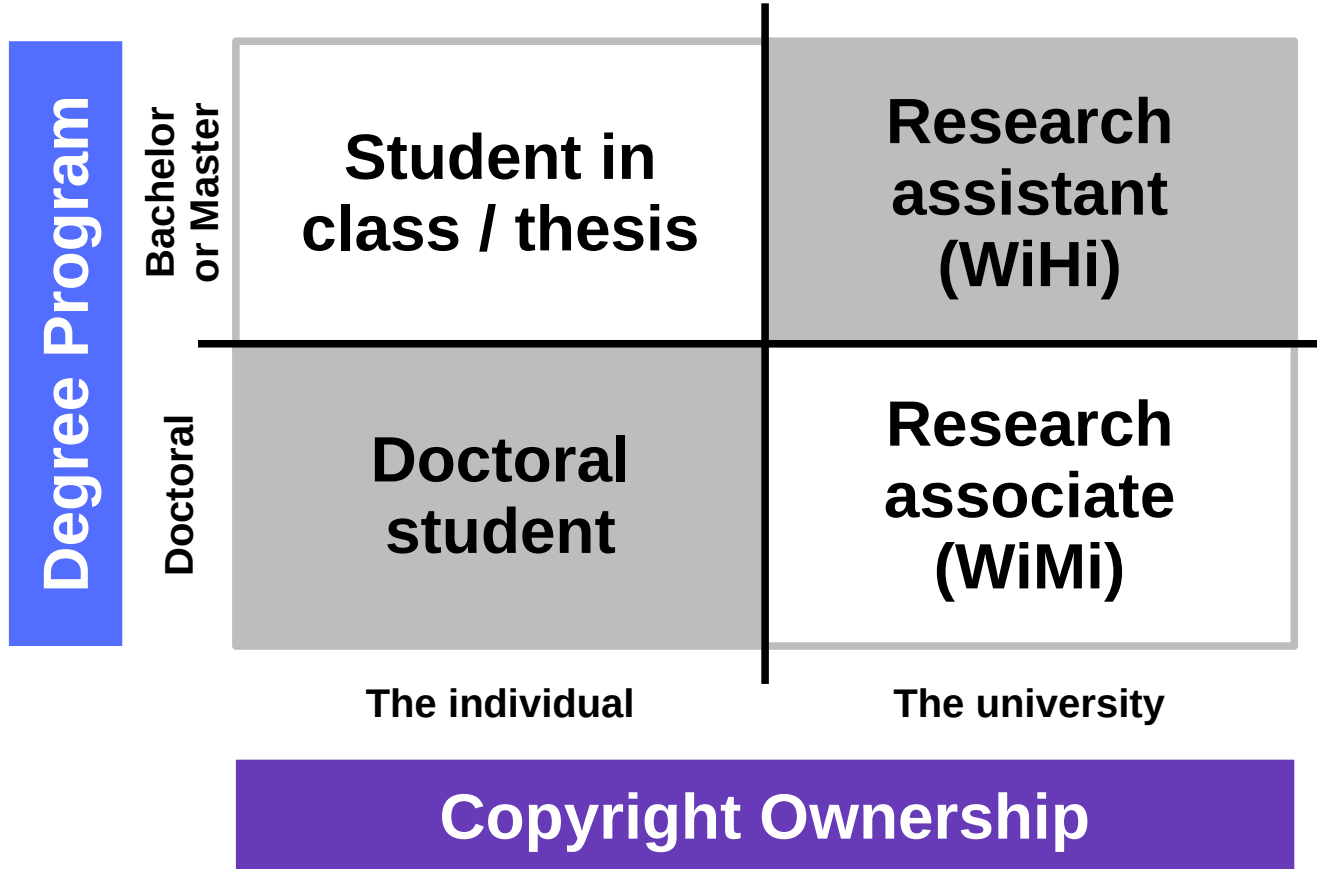 Degree Program
Bachelor
or Master
Student in
class / thesis
Research
assistant
(WiHi)
Doctoral
Doctoral
student
Research
associate
(WiMi)
The individual
The university
Copyright Ownership